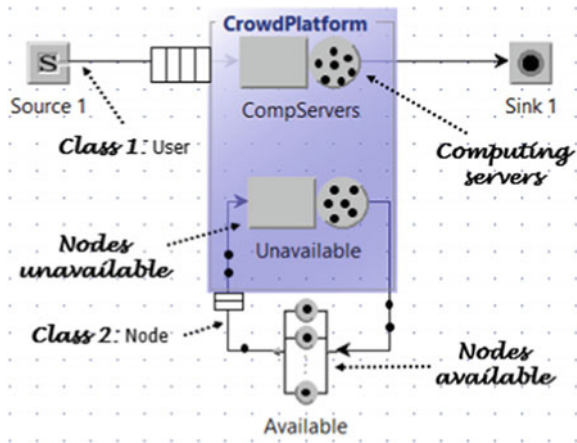 CrowdPlatform
S
Source 1
CompServers
Sink 1
Class 1: User
Computing
servers
Nodes
unavailable
Unavailable
Class 2: Node
Nodes
available
Available